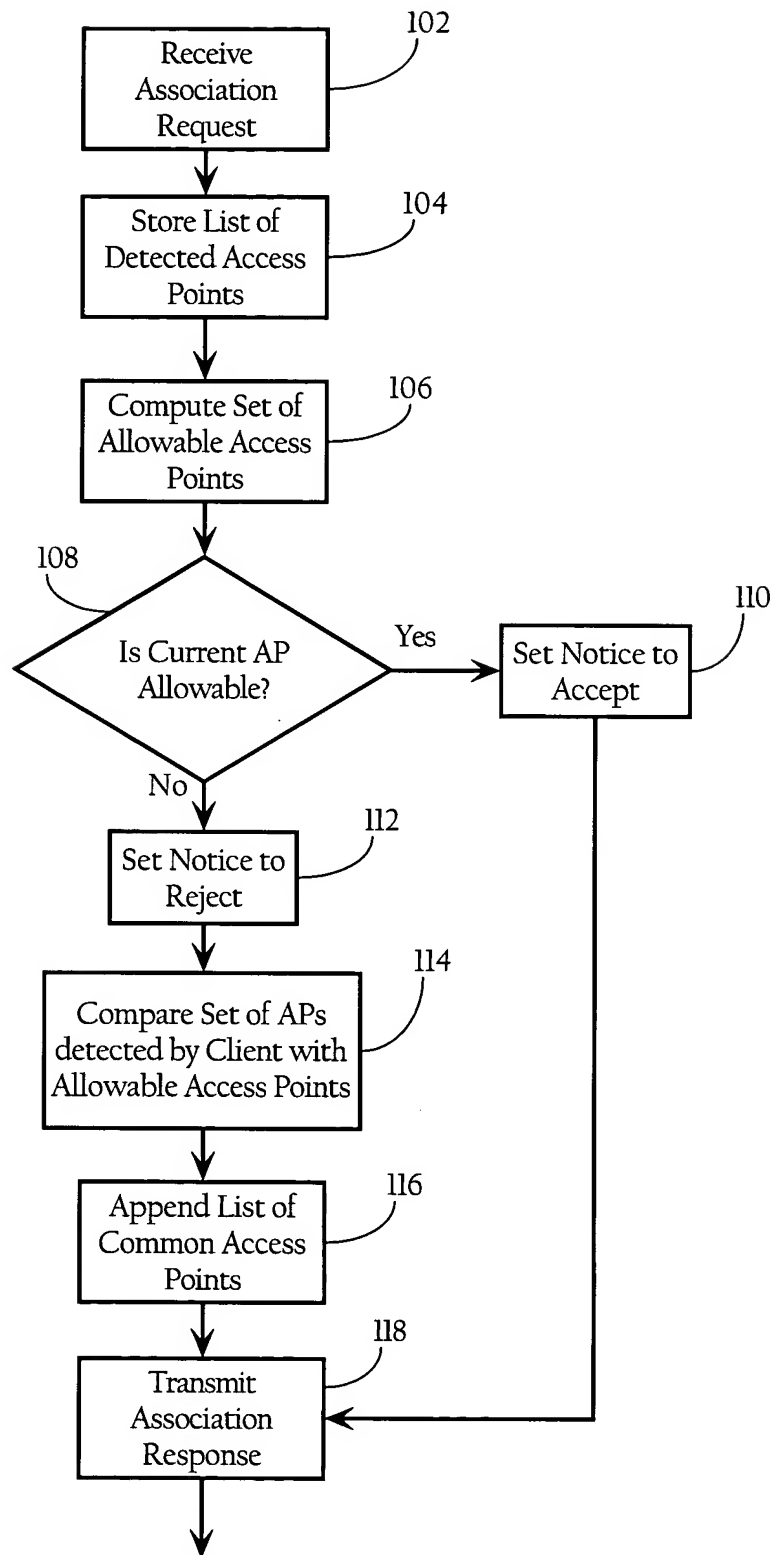 102
Receive
Association
Request
104
Store List of
Detected Access
Points
106
Compute Set of
Allowable Access
Points
108
Is Current AP
Allowable?
Yes
110
Set Notice to
Accept
No
112
Set Notice to
Reject
114
Compare Set of APs
detected by Client with
Allowable Access Points
116
Append List of
Common Access
Points
118
Transmit
Association
Response